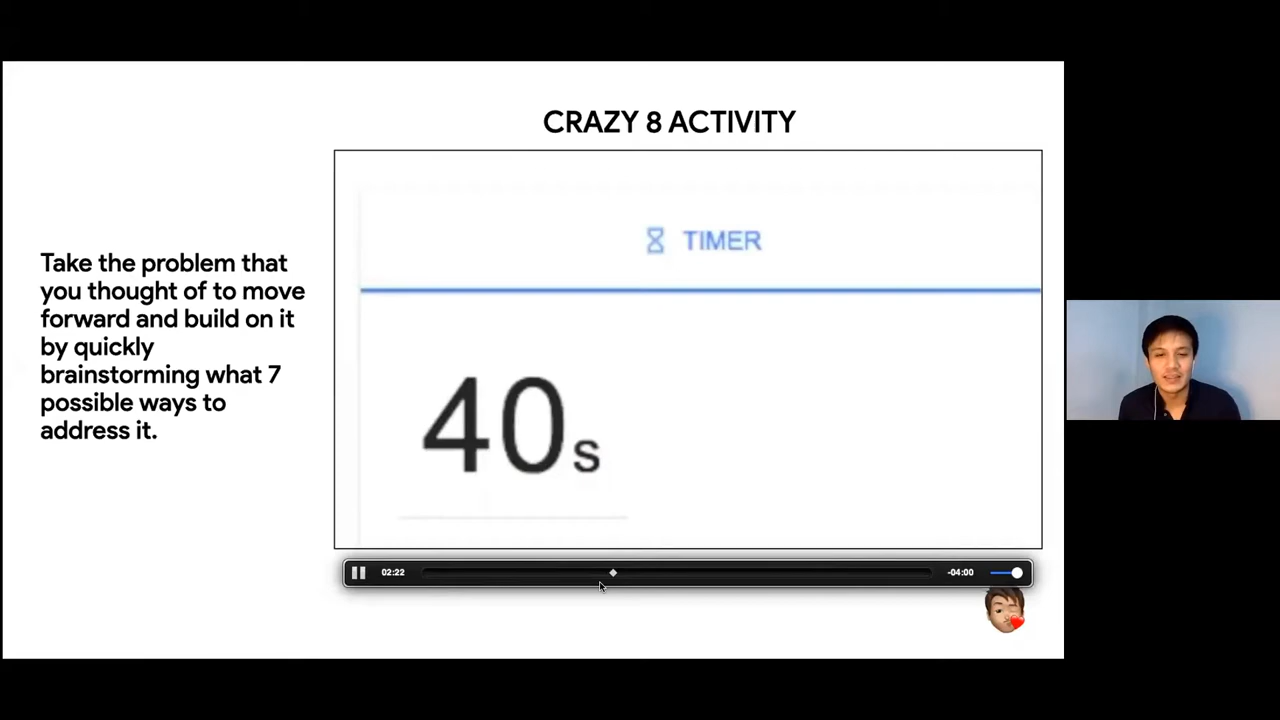 CRAZY 8 ACTIVITY
TIMER
Take the problem that
you thought of to move
forward and build on it
by quickly
brainstorming what 7
possible ways to
address it.
40s
02:22
-04:00